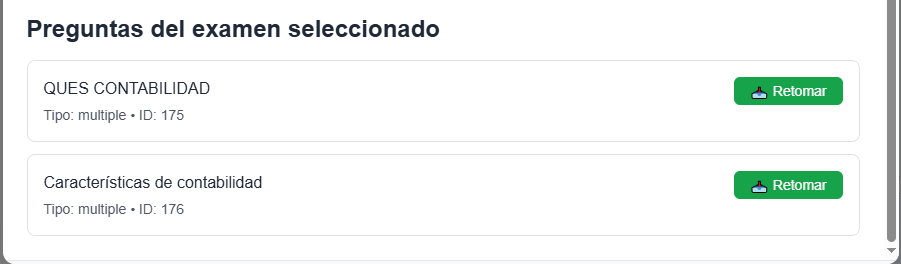 Preguntas del examen seleccionado
QUES CONTABILIDAD
Retomar
Tipo: multiple • ID: 175
Características de contabilidad
Retomar
Tipo: multiple • ID: 176